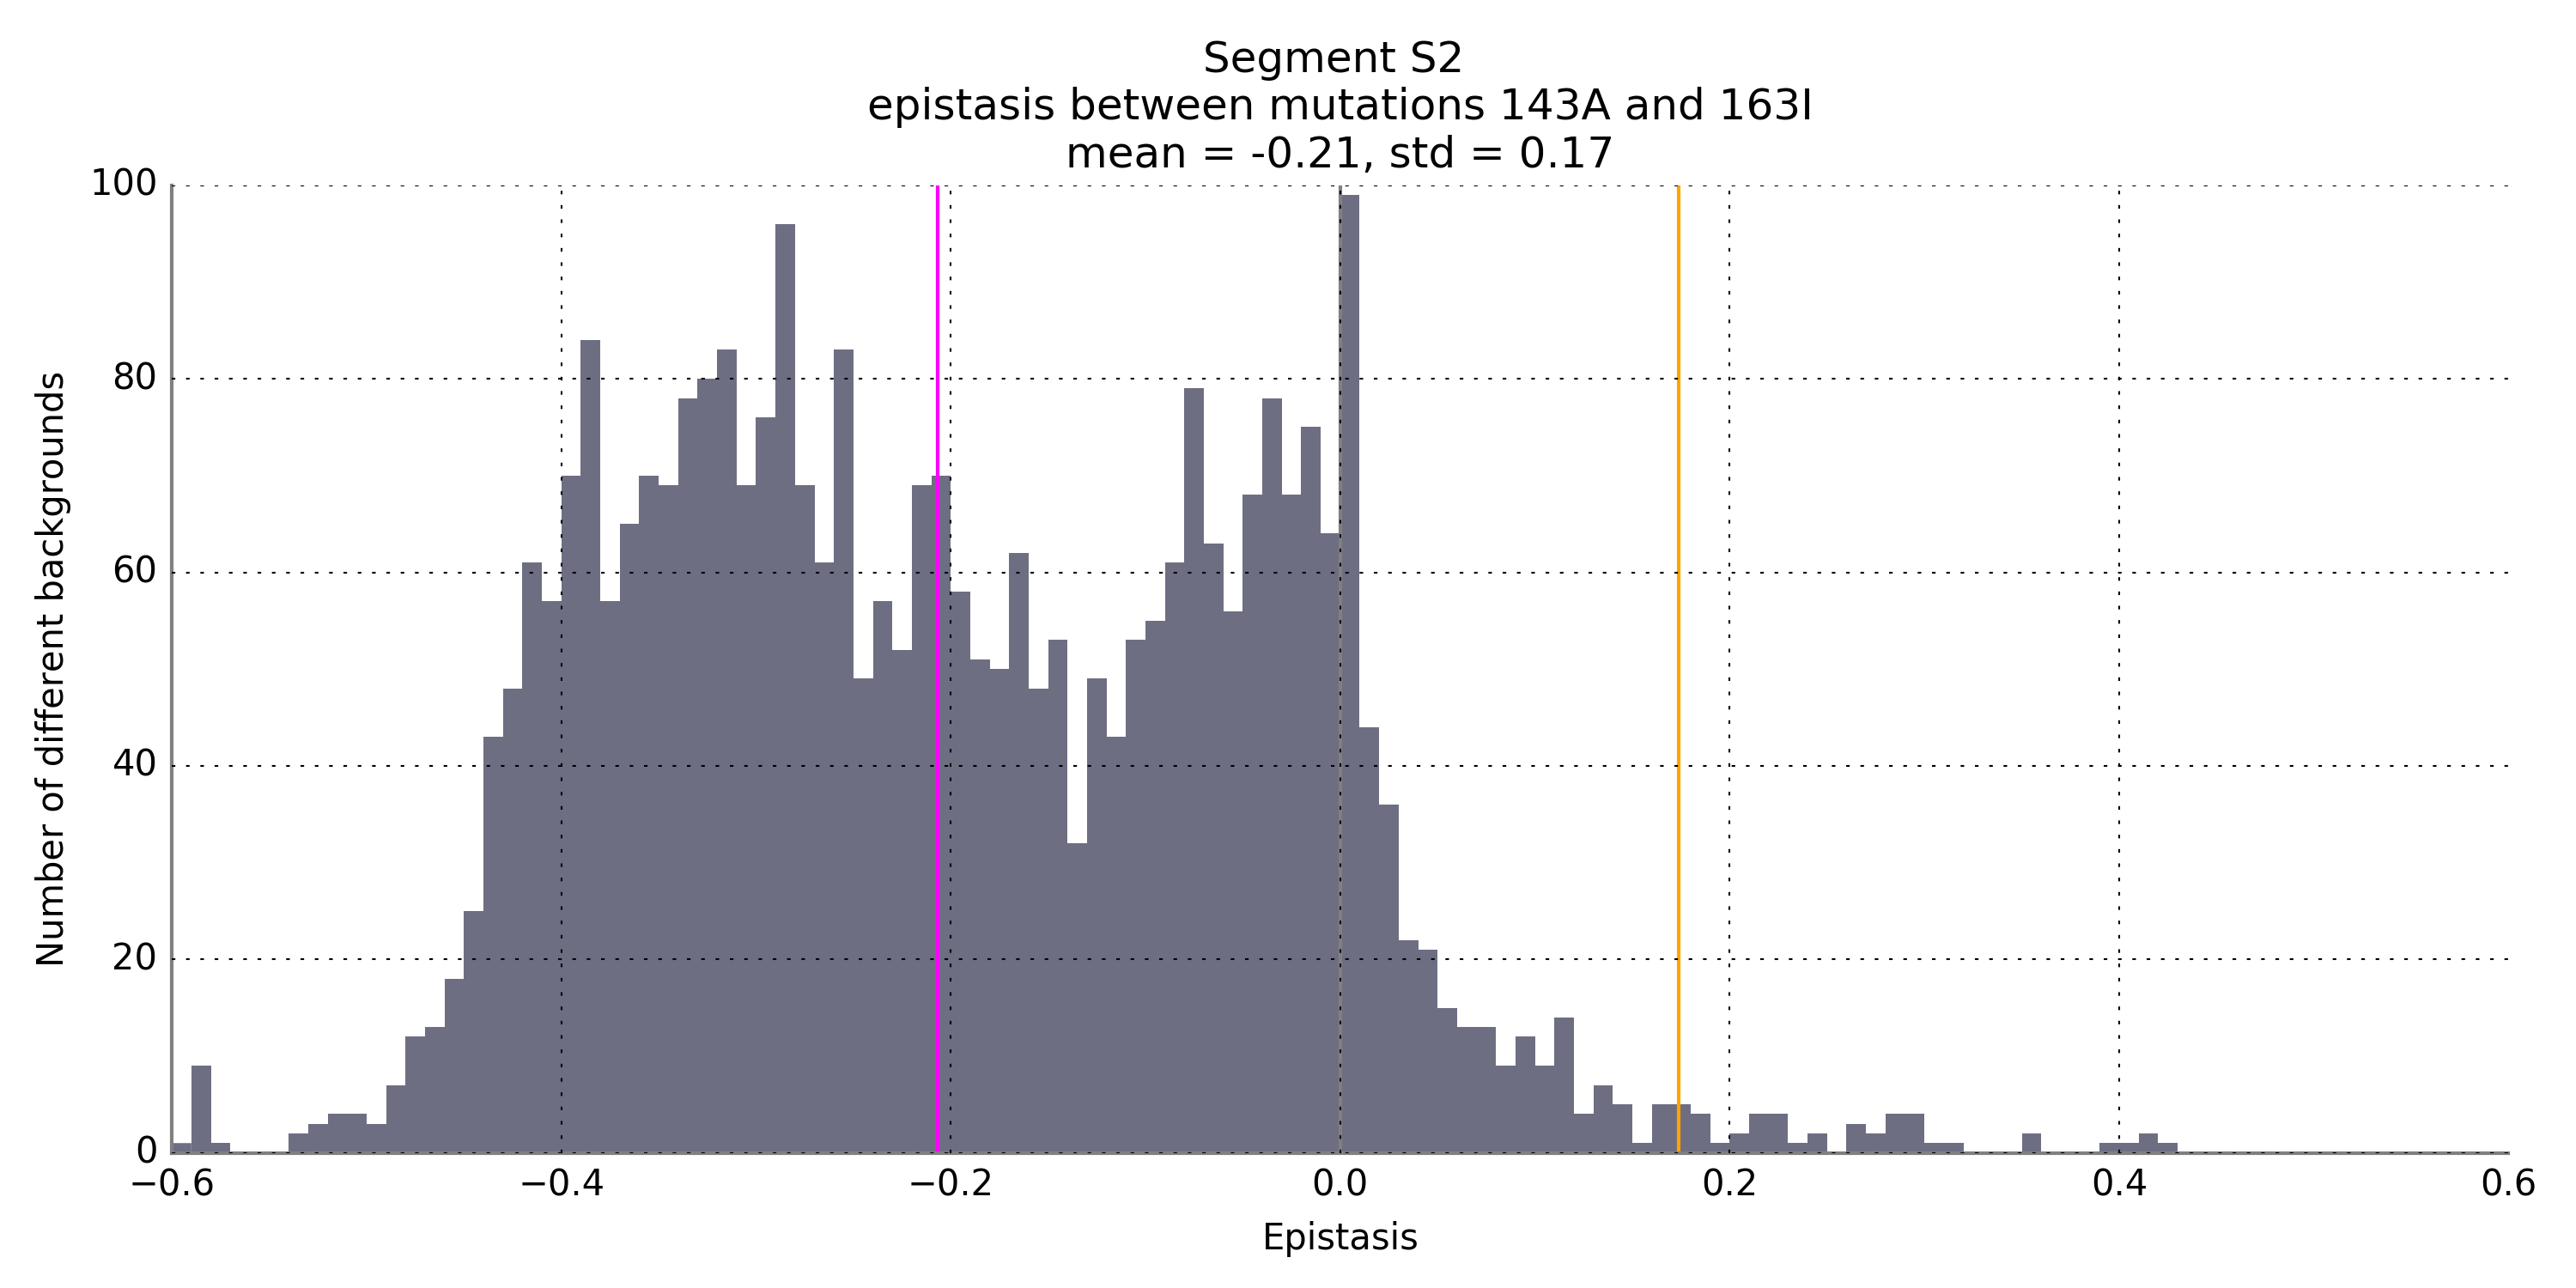 Segment S2
epistasis between mutations 143A and 163I
mean = -0.21, std = 0.17
100
80
60
40
20
0
Number of different backgrounds
−0.6 −0.4 −0.2 0.0 0.2 0.4 0.6
Epistasis